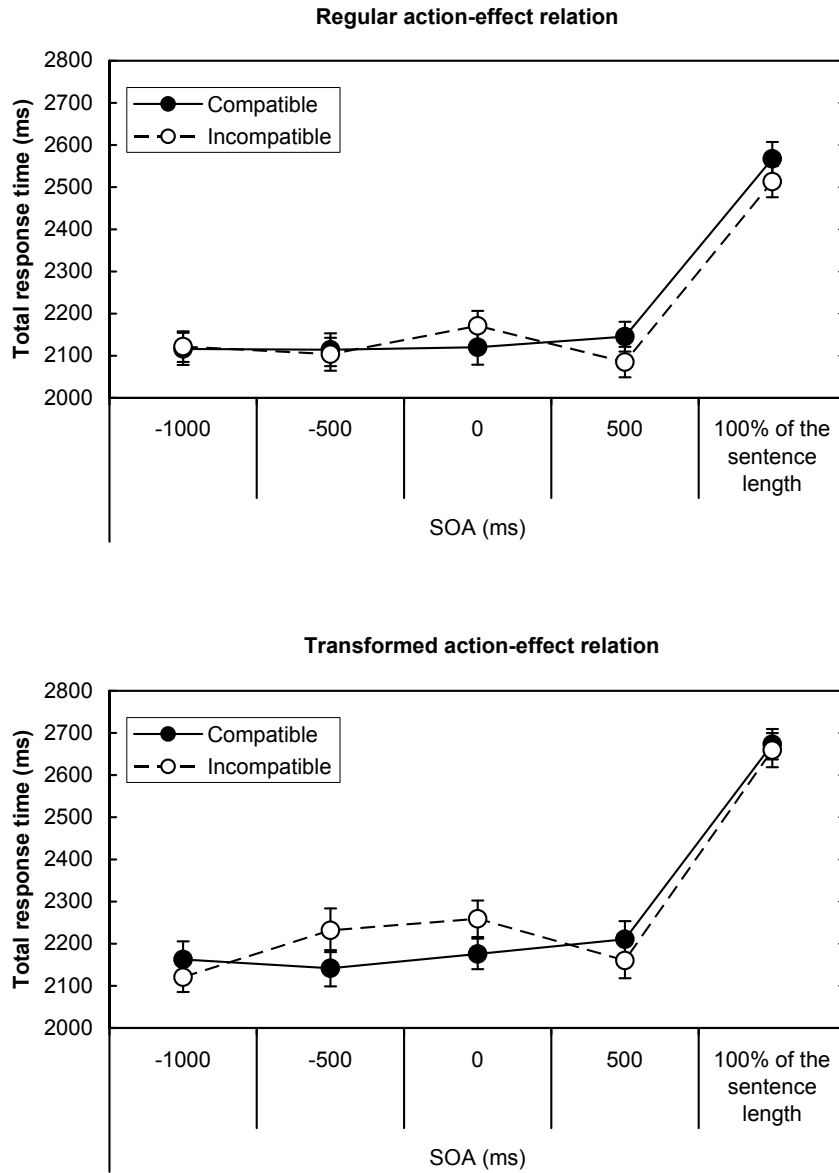 Regular action-effect relation
2800
2700
2600
2500
2400
2300
2200
2100
2000
Total response time (ms)
Compatible
Incompatible
-1000 -500 0 500 100% of the
sentence
length
SOA (ms)
Transformed action-effect relation
2800
2700
2600
2500
2400
2300
2200
2100
2000
Total response time (ms)
Compatible
Incompatible
-1000 -500 0 500 100% of the
sentence
length
SOA (ms)